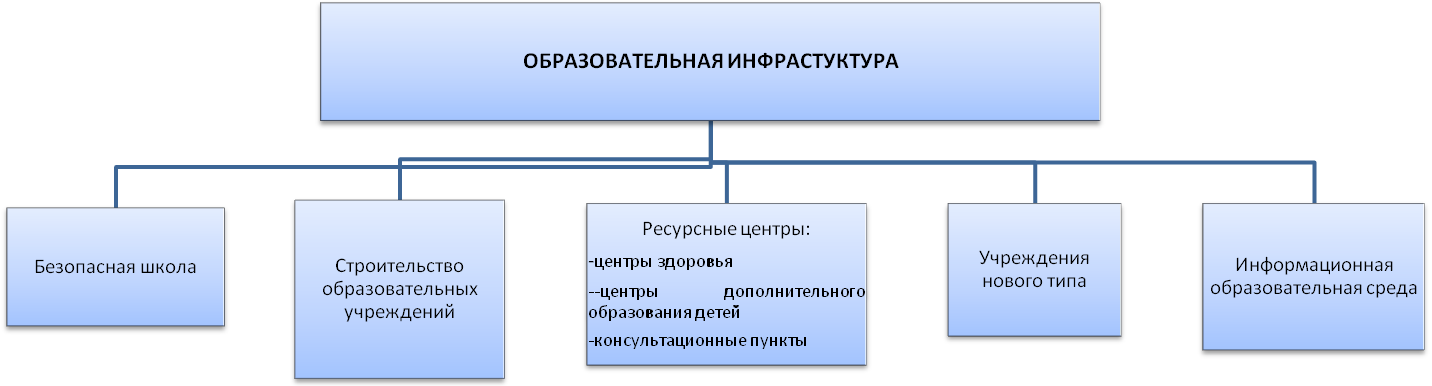 ОБРАЗОВАТЕЛЬНАЯ ИНФРАСТУКТУРА
Безопасная школа
Строительство
образовательных
учреждений
Ресурсные центры:
-центры здоровья
--центры дополнительного
образования детей
-консультационные пункты
Учреждения
нового типа
Информационная
образовательная среда